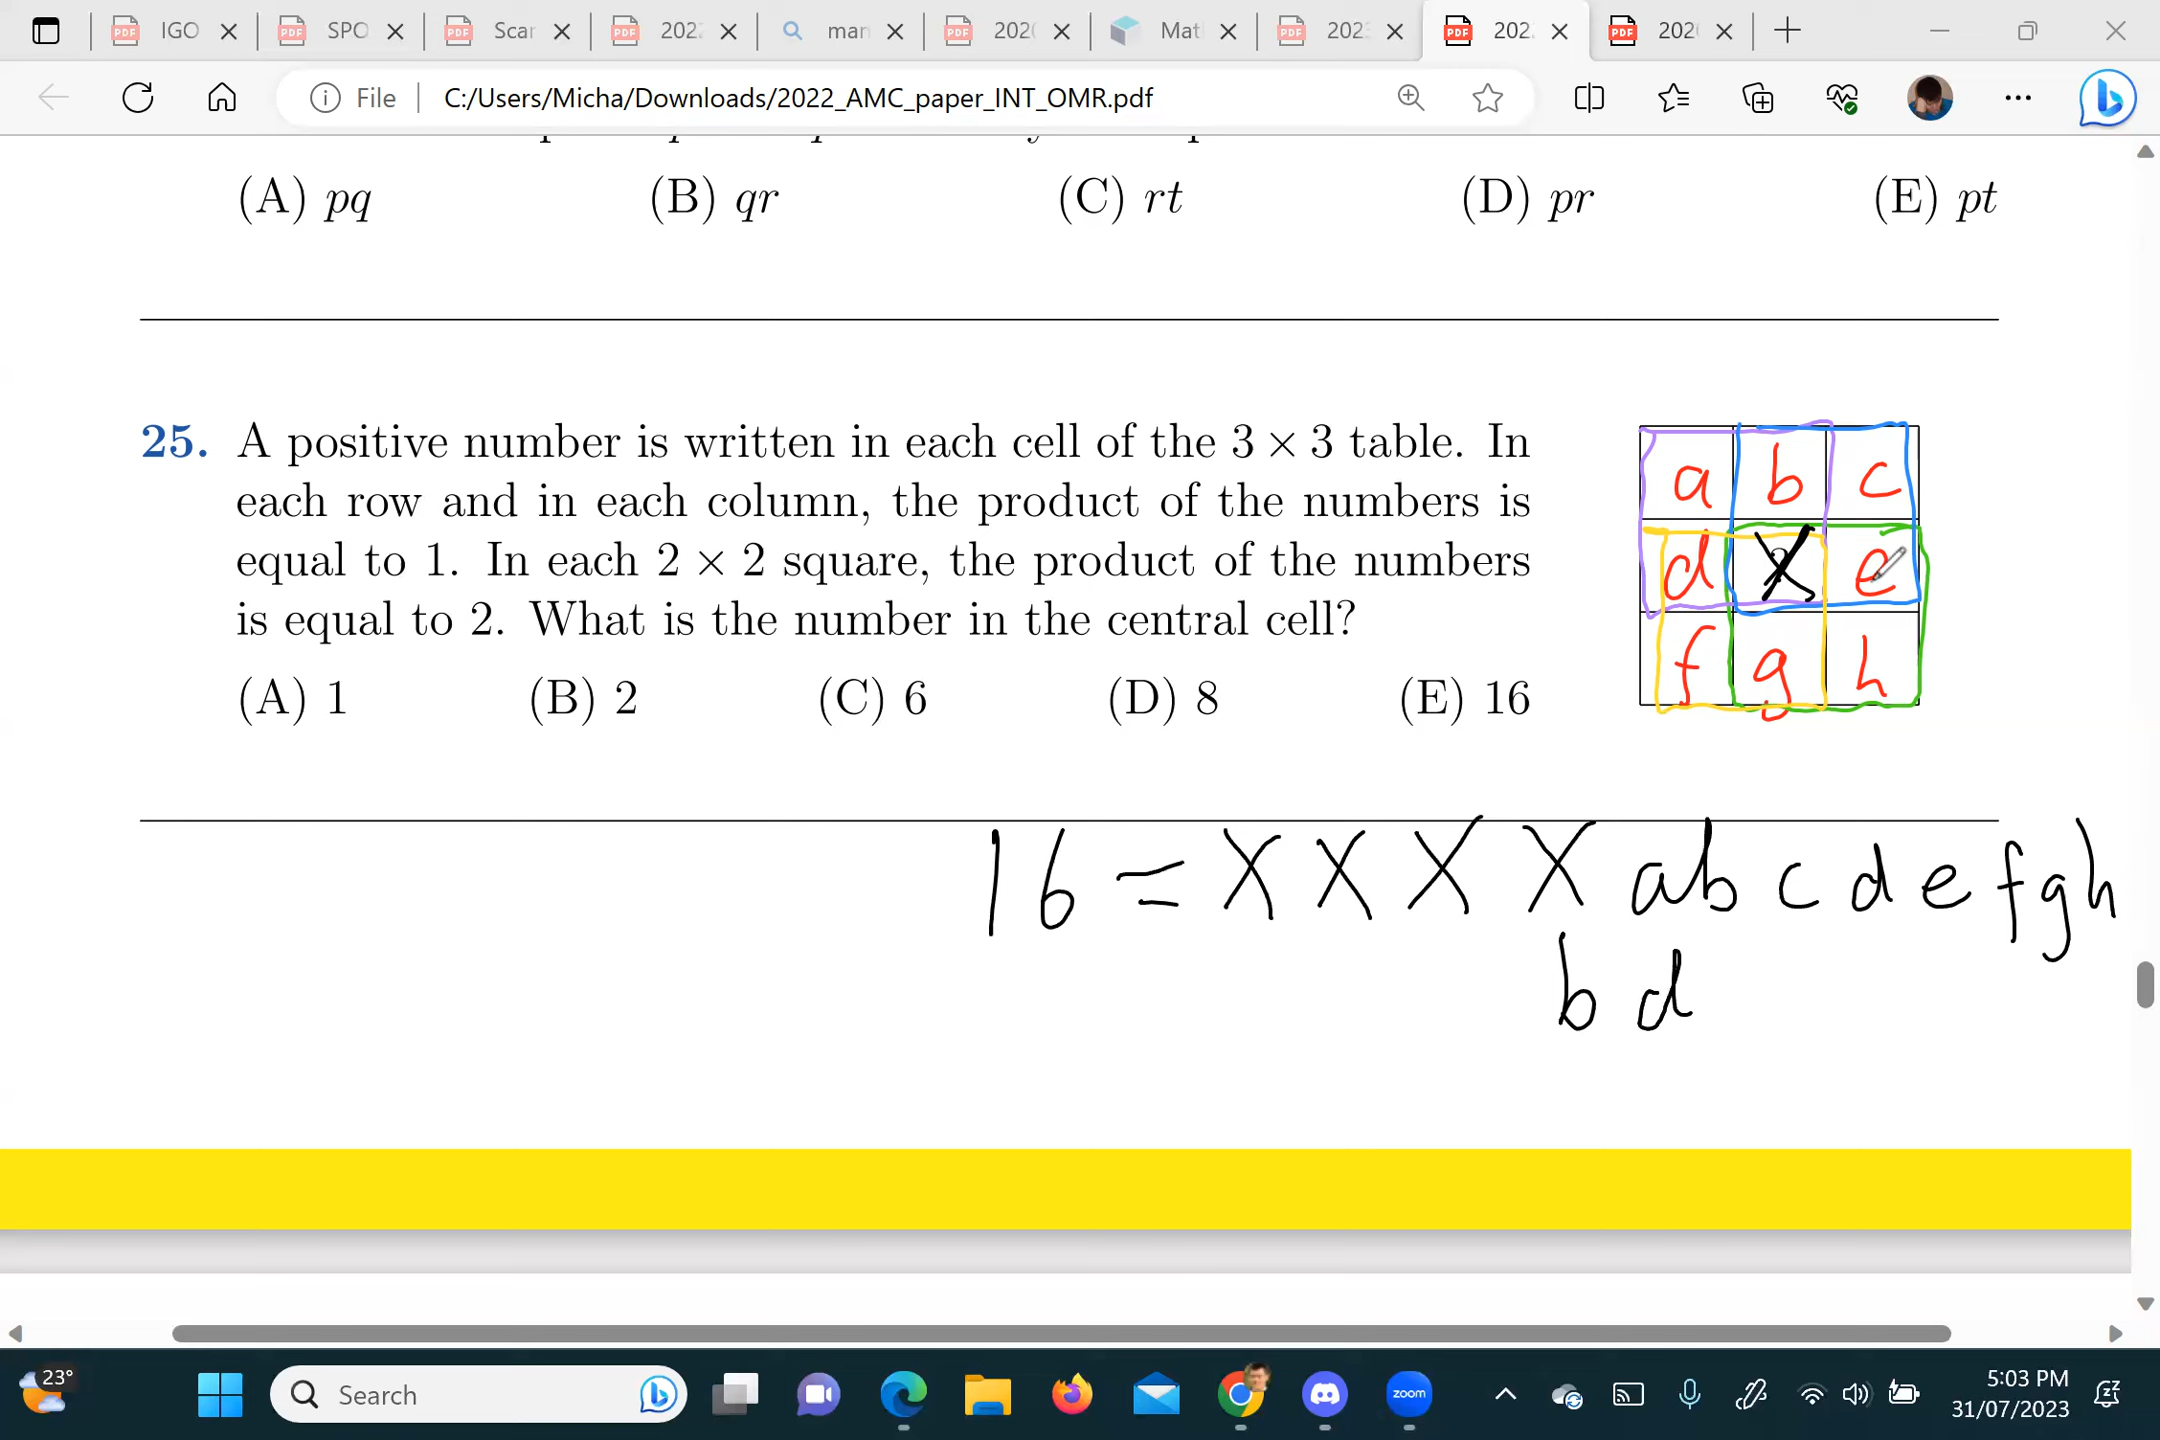 IGO SPO Scar 202 man 202 Mat 202 202 202
File C:/Users/Micha/Downloads/2022_AMC_paper_INT_OMR.pdf
(A) pq (B) qr (C) rt (D) pr (E) pt
25. A positive number is written in each cell of the 3 × 3 table. In
each row and in each column, the product of the numbers is
equal to 1. In each 2 × 2 square, the product of the numbers
is equal to 2. What is the number in the central cell?
(A) 1 (B) 2 (C) 6 (D) 8 (E) 16
a b c
d X e
f g h
16 = X X X X a b c d e f g h
b d
23°
Search
zoom
5:03 PM
31/07/2023